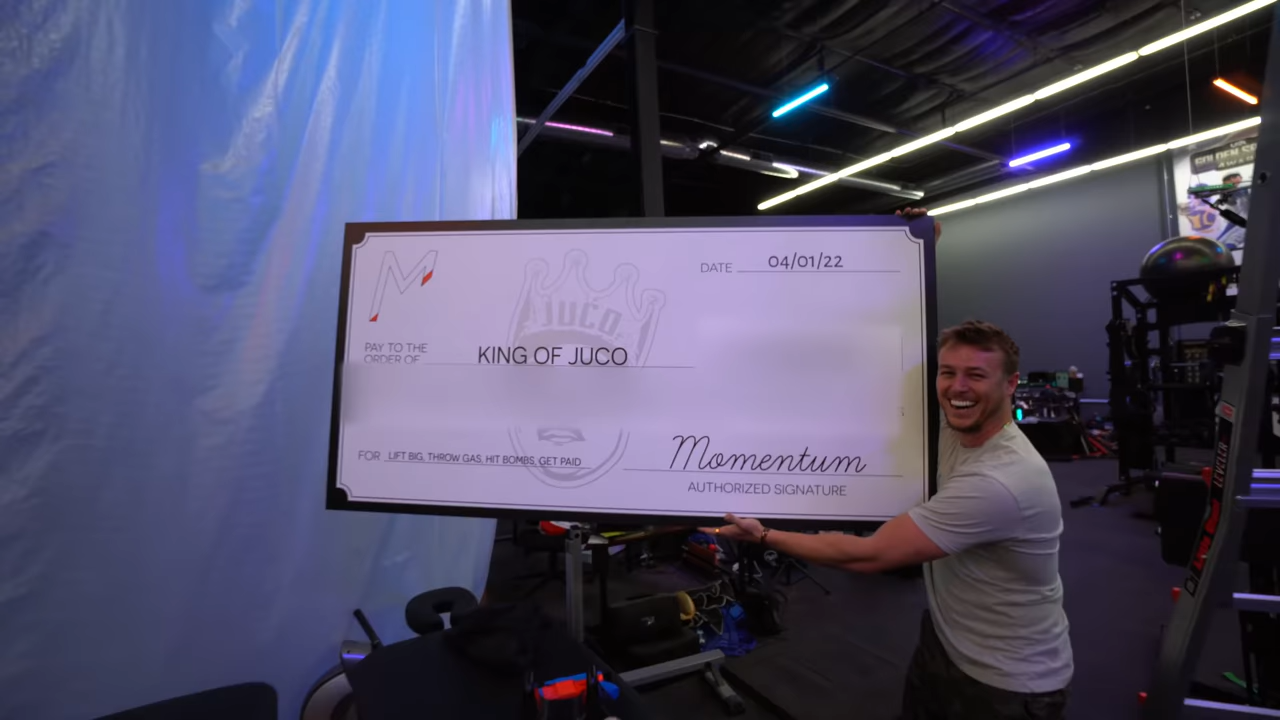 M
DATE 04/01/22
JUCO
PAY TO THE
ORDER OF KING OF JUCO
FOR LIFT BIG, THROW GAS, HIT BOMBS, GET PAID
Momentum
AUTHORIZED SIGNATURE